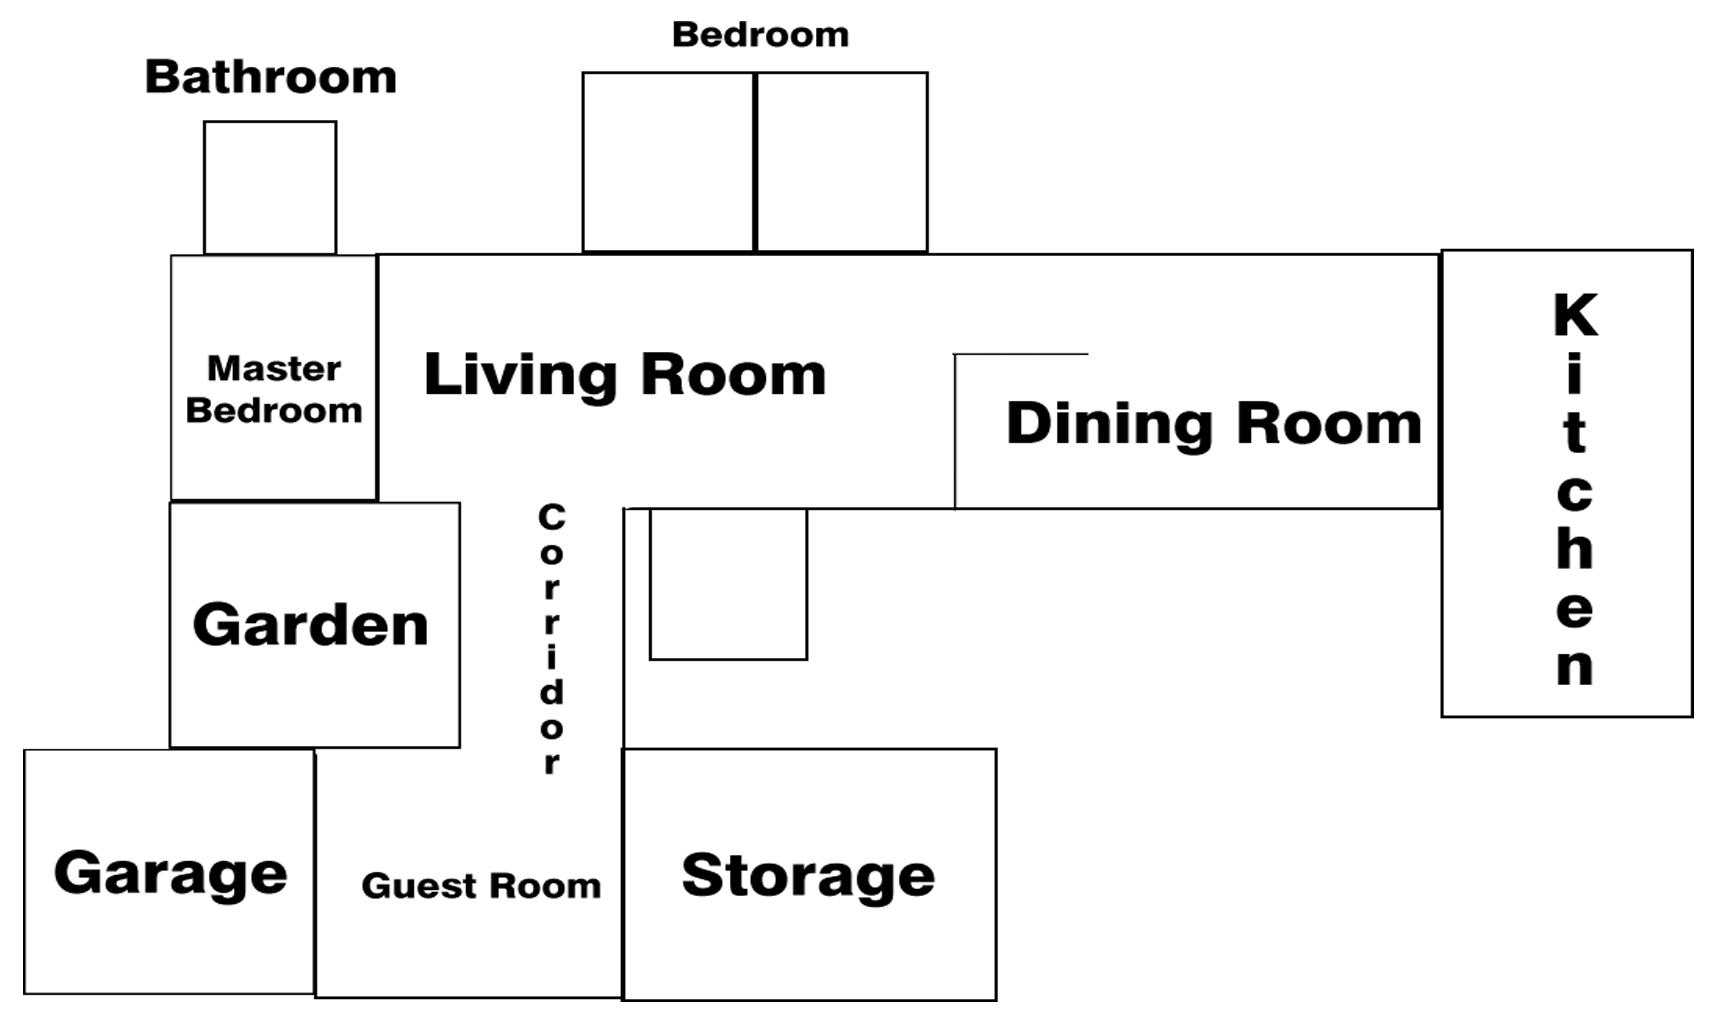 Bedroom
Bathroom
Master
Bedroom
Living Room
Dining Room
Kitchen
Corridor
Garden
Garage
Guest Room
Storage